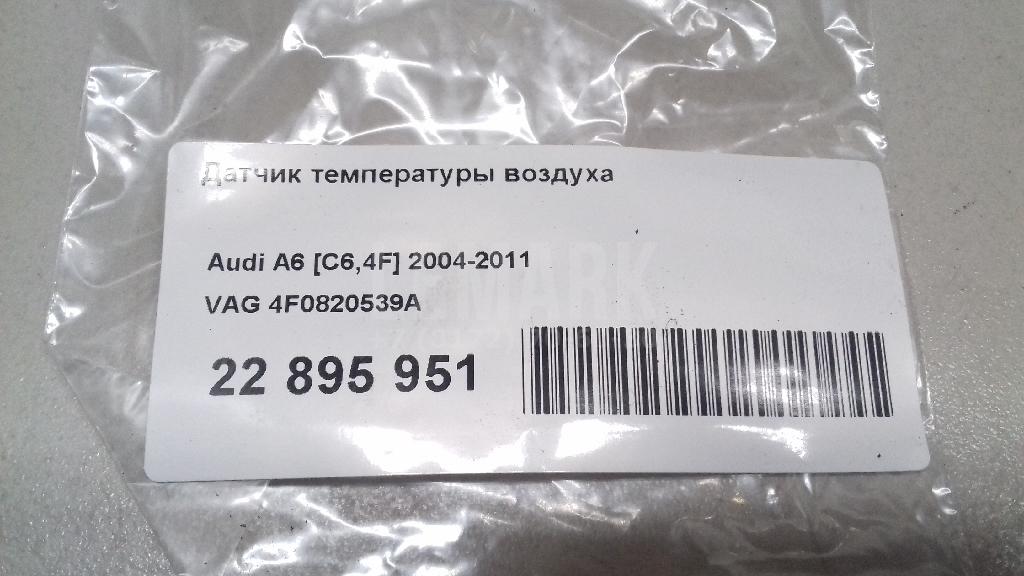 Датчик температуры воздуха
Audi A6 [C6,4F] 2004-2011
VAG 4F0820539A
22 895 951